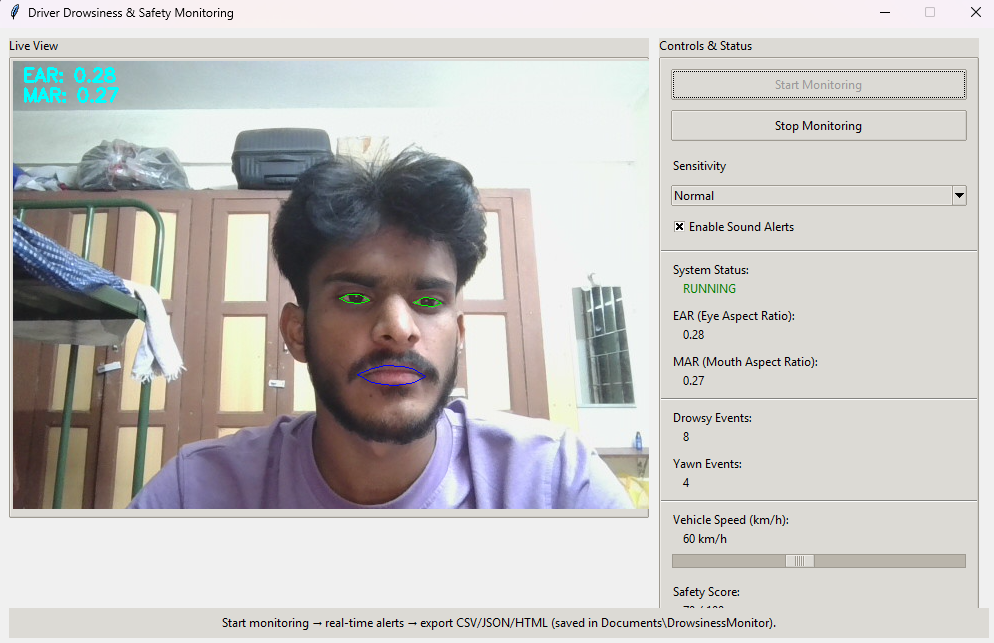 Driver Drowsiness & Safety Monitoring
Live View
EAR: 0.28
MAR: 0.27
Controls & Status
Start Monitoring
Stop Monitoring
Sensitivity
Normal
Enable Sound Alerts
System Status:
RUNNING
EAR (Eye Aspect Ratio):
0.28
MAR (Mouth Aspect Ratio):
0.27
Drowsy Events:
8
Yawn Events:
4
Vehicle Speed (km/h):
60 km/h
Safety Score:
Start monitoring → real-time alerts → export CSV/JSON/HTML (saved in Documents\DrowsinessMonitor).